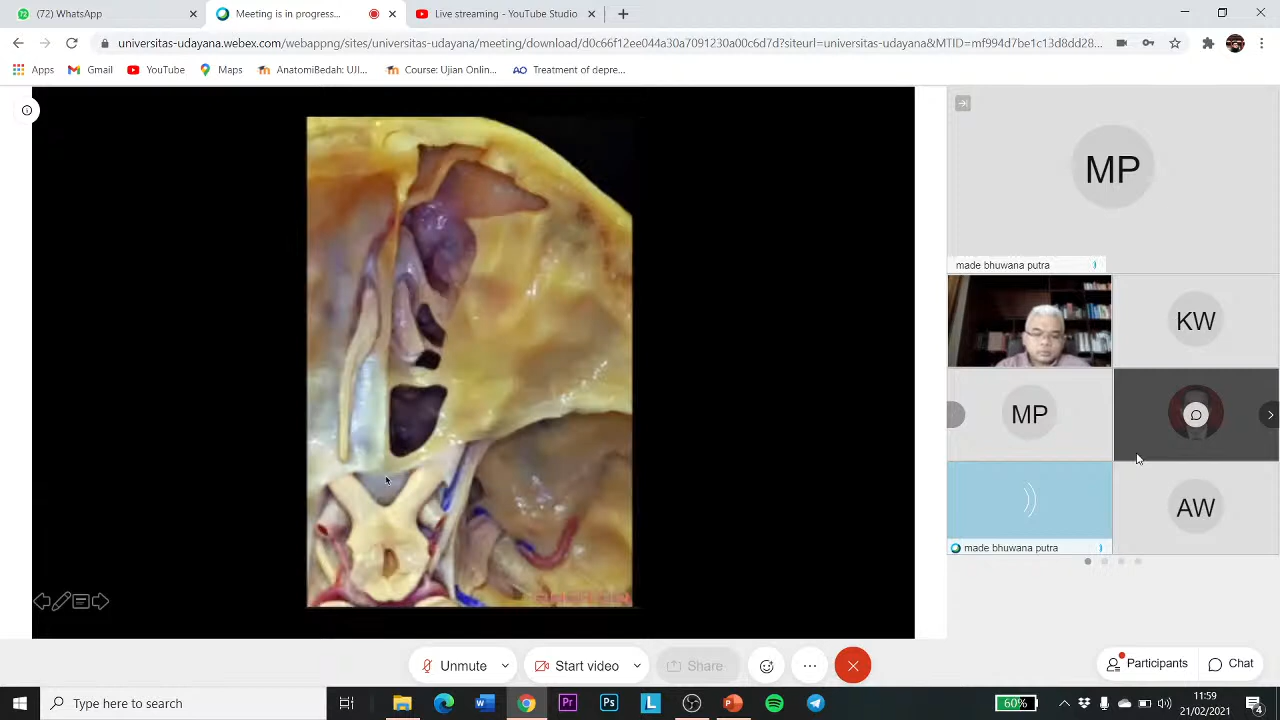 (72) WhatsApp
Meeting is in progress...
Live streaming - YouTube Studio
universitas-udayana.webex.com/webappng/sites/universitas-udayana/meeting/download/d0c66f12ee044a30a7091230a00c6d7d?siteurl=universitas-udayana&MTID=mf994d7be1c13d8dd28...
Apps
Gmail
YouTube
Maps
AnatomiBedah: UJI...
Course: Ujian Onlin...
Treatment of depre...
MP
made bhuwana putra
KW
MP
AW
made bhuwana putra
Unmute
Start video
Share
Participants
Chat
Type here to search
60%
11:59
21/02/2021